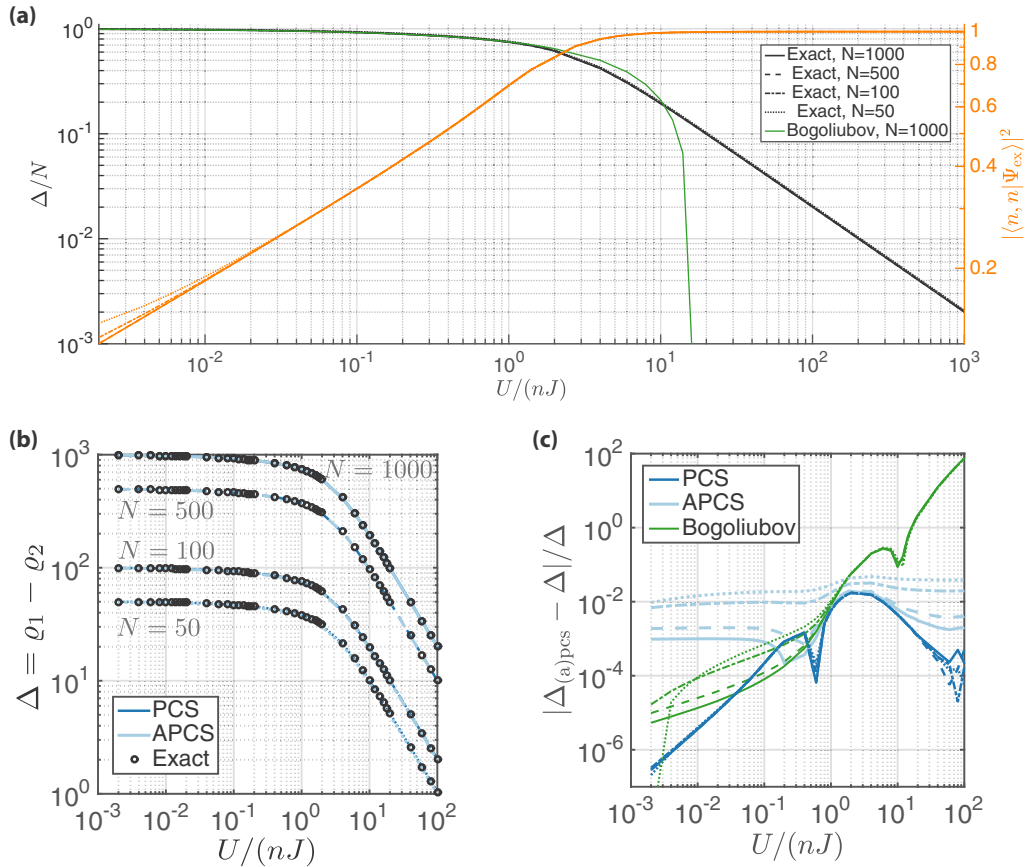 (a)
10^0
10^{-1}
10^{-2}
10^{-3}
Δ/N
10^{-2}
10^{-1}
10^0
10^1
10^2
10^3
U/(nJ)
Exact, N=1000
Exact, N=500
Exact, N=100
Exact, N=50
Bogoliubov, N=1000
1
0.8
0.6
0.4
0.2
|⟨n, n|Ψ_ex⟩|^2
(b)
10^3
10^2
10^1
10^0
Δ = ϱ_1 − ϱ_2
N = 1000
N = 500
N = 100
N = 50
PCS
APCS
Exact
10^{-3}
10^{-2}
10^{-1}
10^0
10^1
10^2
U/(nJ)
(c)
10^2
10^0
10^{-2}
10^{-4}
10^{-6}
|Δ_(a)pcs − Δ|/Δ
PCS
APCS
Bogoliubov
10^{-3}
10^{-2}
10^{-1}
10^0
10^1
10^2
U/(nJ)